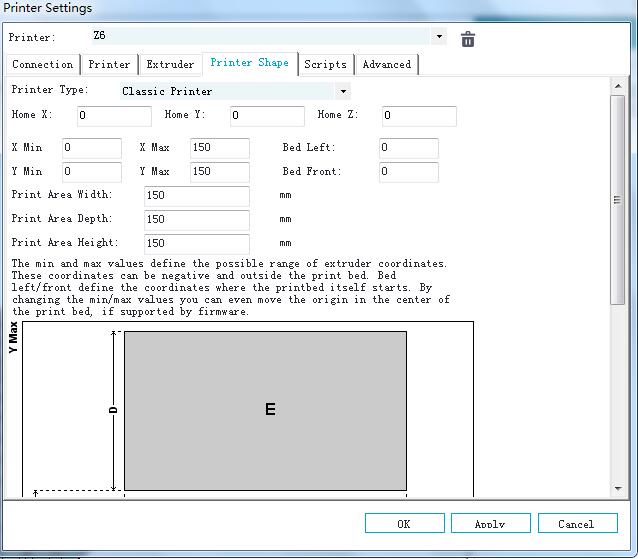 Printer Settings
Printer: Z6
Connection Printer Extruder Printer Shape Scripts Advanced
Printer Type: Classic Printer
Home X: 0 Home Y: 0 Home Z: 0
X Min 0 X Max 150 Bed Left: 0
Y Min 0 Y Max 150 Bed Front: 0
Print Area Width: 150 mm
Print Area Depth: 150 mm
Print Area Height: 150 mm
The min and max values define the possible range of extruder coordinates.
These coordinates can be negative and outside the print bed. Bed
left/front define the coordinates where the printbed itself starts. By
changing the min/max values you can even move the origin in the center of
the print bed, if supported by firmware.
Y Max
D
E
OK Apply Cancel